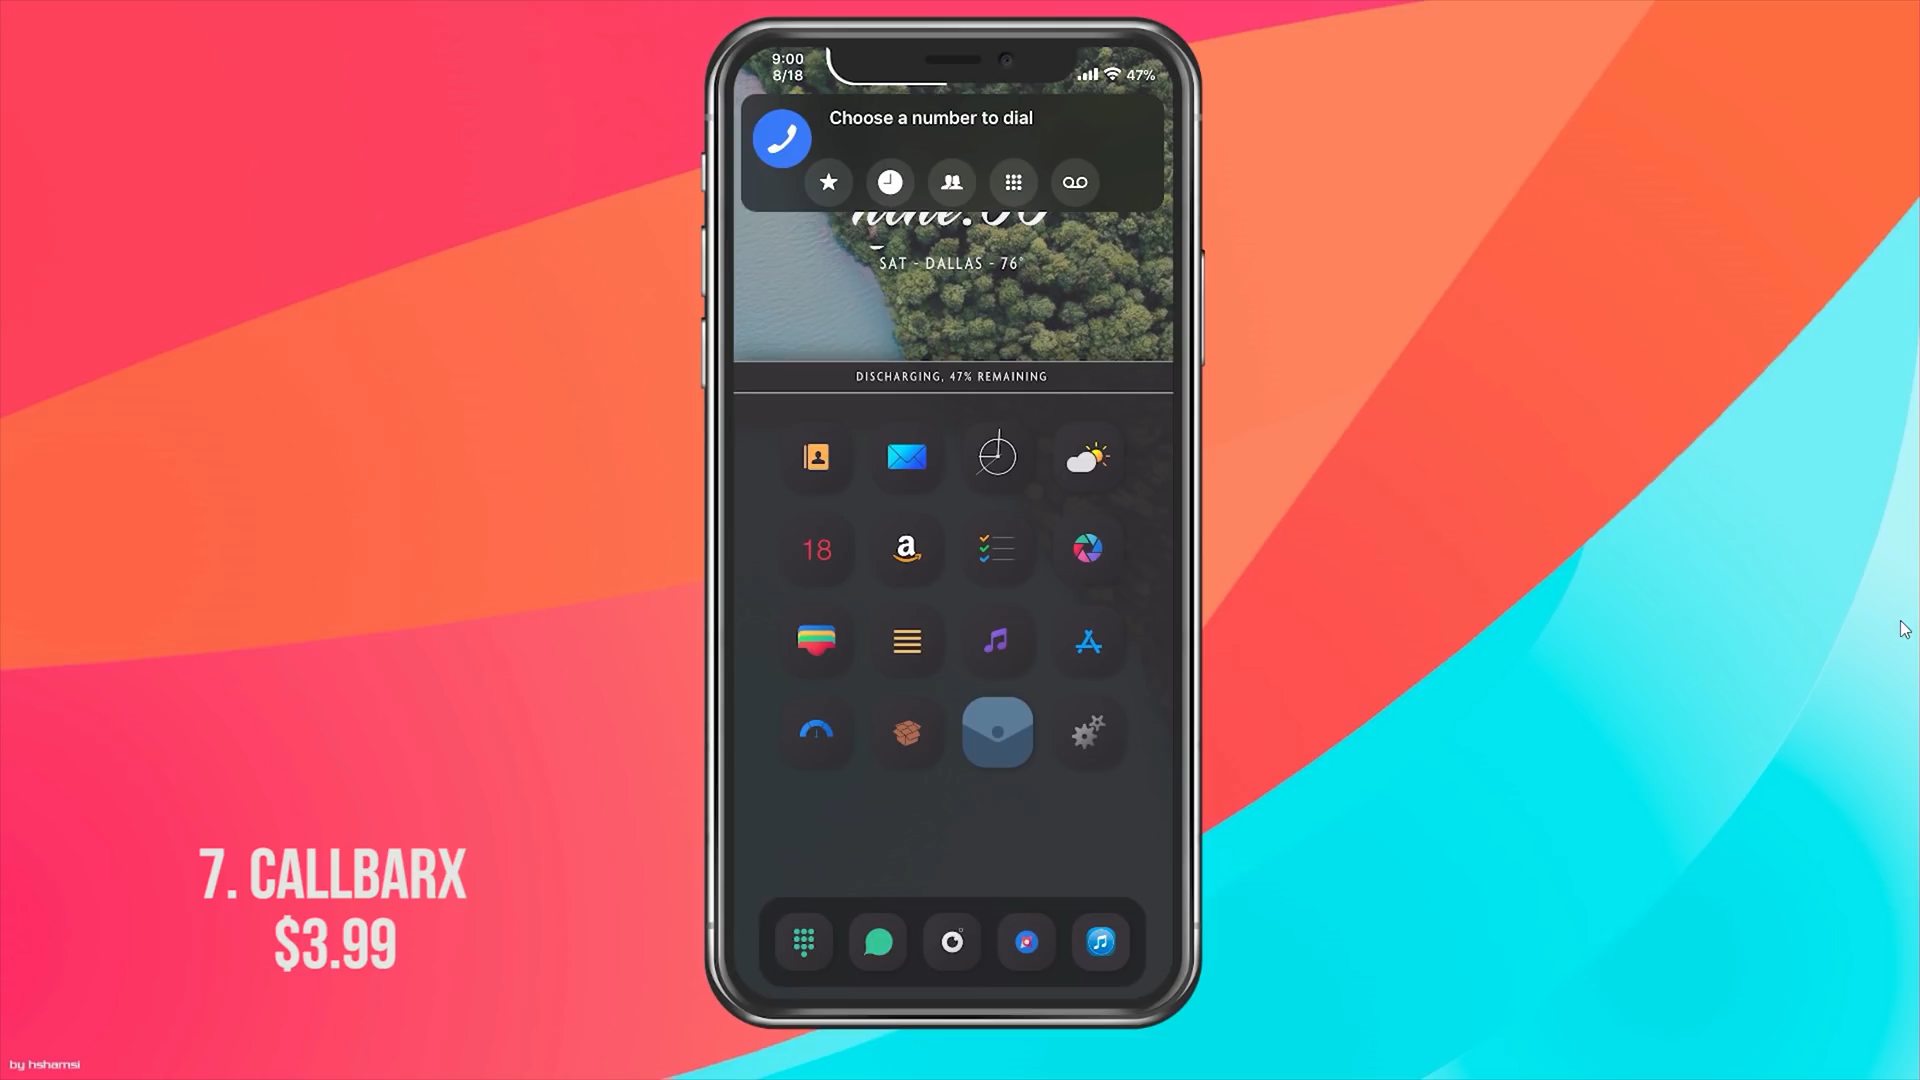 9:00
8/18
47%
Choose a number to dial
SAT - DALLAS - 76°
DISCHARGING, 47% REMAINING
18
a
7. CALLBARX
$3.99
by hshamsi